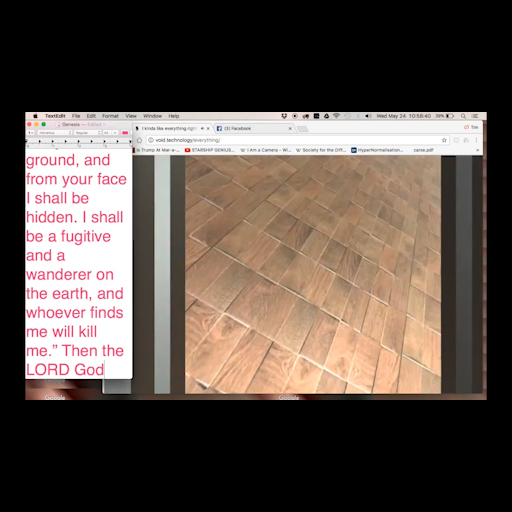 TextEdit File Edit Format View Window Help
Wed May 24 10:58:40
Genesis — Edited
I kinda like everything righ
(3) Facebook
Tim
void.technology/everything/
Is Trump At Mar-a-...
STARSHIP GENIUS...
I Am a Camera - Wi...
Society for the Diff...
HyperNormalisation...
zarse.pdf
ground, and
from your face
I shall be
hidden. I shall
be a fugitive
and a
wanderer on
the earth, and
whoever finds
me will kill
me.” Then the
LORD God
Google
Google